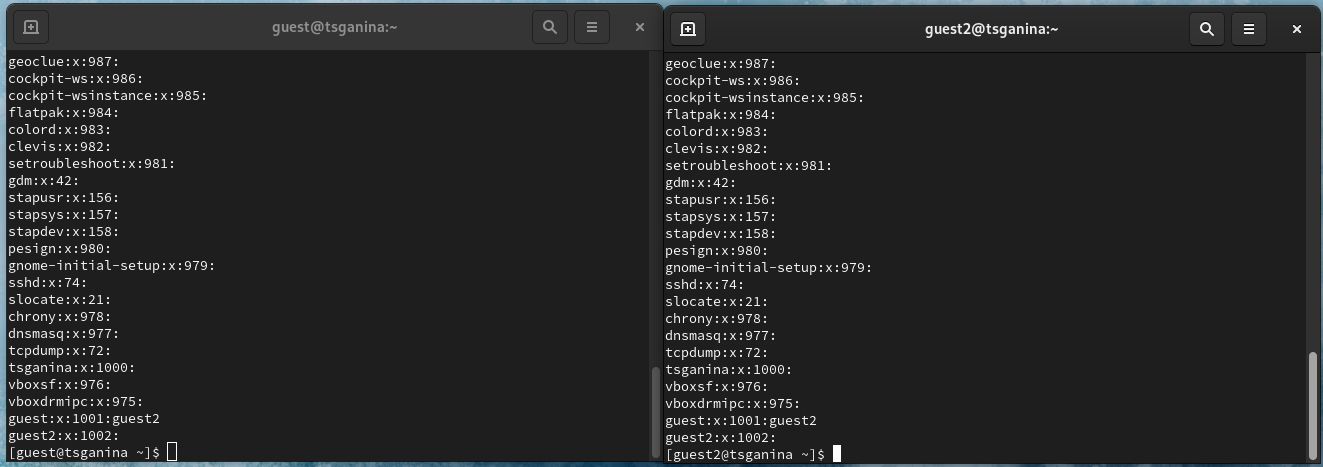 guest@tsganina:~
geoclue:x:987:
cockpit-ws:x:986:
cockpit-wsinstance:x:985:
flatpak:x:984:
colord:x:983:
clevis:x:982:
setroubleshoot:x:981:
gdm:x:42:
stapusr:x:156:
stapsys:x:157:
stapdev:x:158:
pesign:x:980:
gnome-initial-setup:x:979:
sshd:x:74:
slocate:x:21:
chrony:x:978:
dnsmasq:x:977:
tcpdump:x:72:
tsganina:x:1000:
vboxsf:x:976:
vboxdrmipc:x:975:
guest:x:1001:guest2
guest2:x:1002:
[guest@tsganina ~]$
guest2@tsganina:~
geoclue:x:987:
cockpit-ws:x:986:
cockpit-wsinstance:x:985:
flatpak:x:984:
colord:x:983:
clevis:x:982:
setroubleshoot:x:981:
gdm:x:42:
stapusr:x:156:
stapsys:x:157:
stapdev:x:158:
pesign:x:980:
gnome-initial-setup:x:979:
sshd:x:74:
slocate:x:21:
chrony:x:978:
dnsmasq:x:977:
tcpdump:x:72:
tsganina:x:1000:
vboxsf:x:976:
vboxdrmipc:x:975:
guest:x:1001:guest2
guest2:x:1002:
[guest2@tsganina ~]$